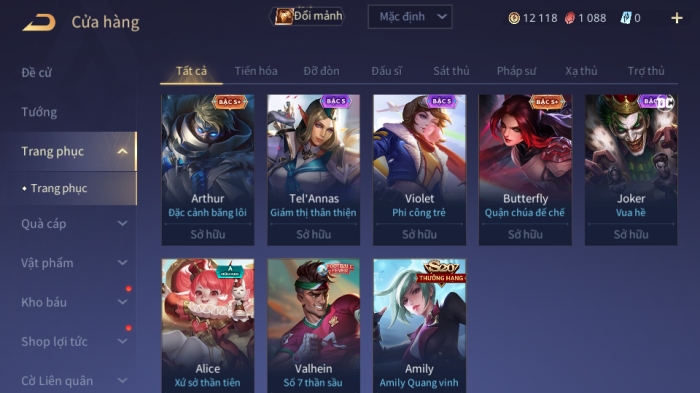 Cửa hàng
Đổi mảnh
Mặc định
12 118
1 088
0
Đề cử
Tướng
Trang phục
Trang phục
Quà cáp
Vật phẩm
Kho báu
Shop lợi tức
Cờ Liên quân
Tất cả
Tiến hóa
Đỡ đòn
Đấu sĩ
Sát thủ
Pháp sư
Xạ thủ
Trợ thủ
BẬC S+
Arthur
Đặc cảnh băng lôi
Sở hữu
BẬC S
Tel'Annas
Giám thị thân thiện
Sở hữu
BẬC S
Violet
Phi công trẻ
Sở hữu
BẬC S+
Butterfly
Quận chúa đế chế
Sở hữu
BẬC
DC
Joker
Vua hề
Sở hữu
Alice
Xứ sở thần tiên
FOOTBALL
FEVER
Valhein
Số 7 thần sầu
S20
THƯỞNG HẠNG
Amily
Amily Quang vinh